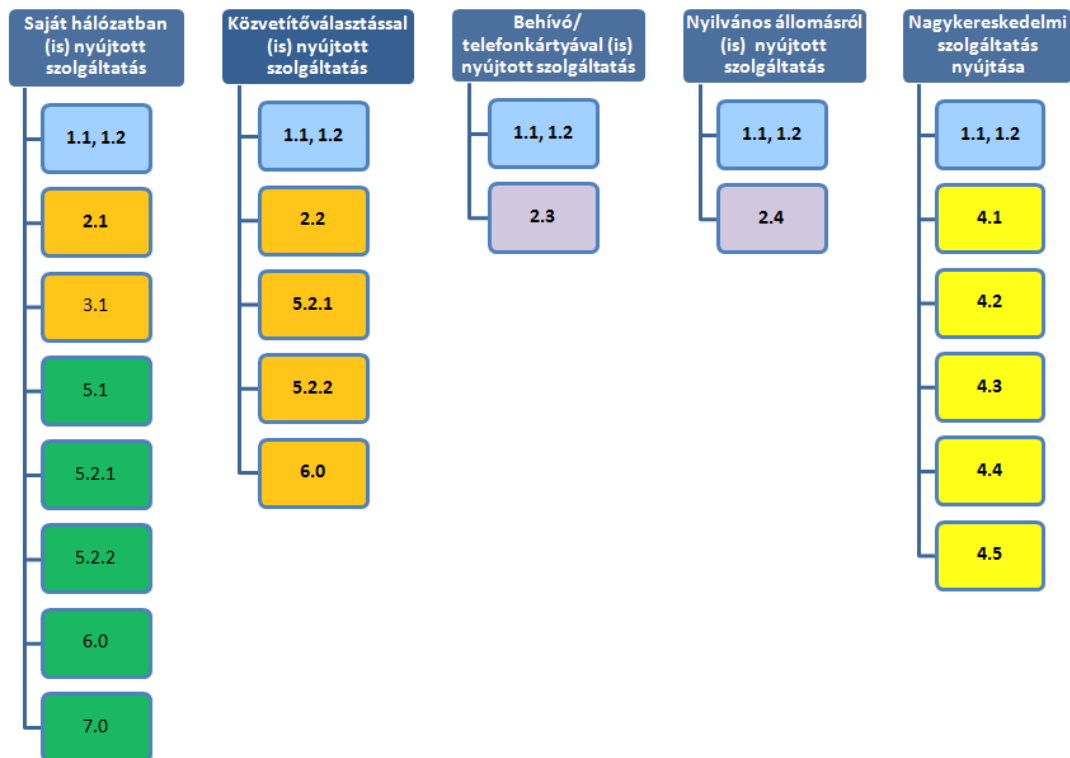 Saját hálózatban
(is) nyújtott
szolgáltatás
1.1, 1.2
2.1
3.1
5.1
5.2.1
5.2.2
6.0
7.0
Közvetítőválasztással
(is) nyújtott
szolgáltatás
1.1, 1.2
2.2
5.2.1
5.2.2
6.0
Behívó/
telefonkártyával (is)
nyújtott szolgáltatás
1.1, 1.2
2.3
Nyilvános állomásról
(is) nyújtott
szolgáltatás
1.1, 1.2
2.4
Nagykereskedelmi
szolgáltatás
nyújtása
1.1, 1.2
4.1
4.2
4.3
4.4
4.5